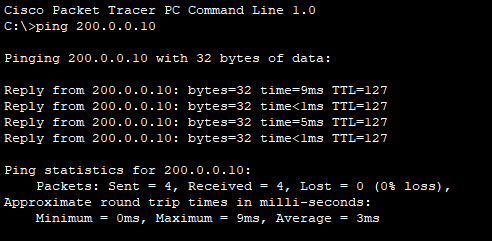 Cisco Packet Tracer PC Command Line 1.0
C:\>ping 200.0.0.10
Pinging 200.0.0.10 with 32 bytes of data:
Reply from 200.0.0.10: bytes=32 time=9ms TTL=127
Reply from 200.0.0.10: bytes=32 time<1ms TTL=127
Reply from 200.0.0.10: bytes=32 time=5ms TTL=127
Reply from 200.0.0.10: bytes=32 time<1ms TTL=127
Ping statistics for 200.0.0.10:
Packets: Sent = 4, Received = 4, Lost = 0 (0% loss),
Approximate round trip times in milli-seconds:
Minimum = 0ms, Maximum = 9ms, Average = 3ms